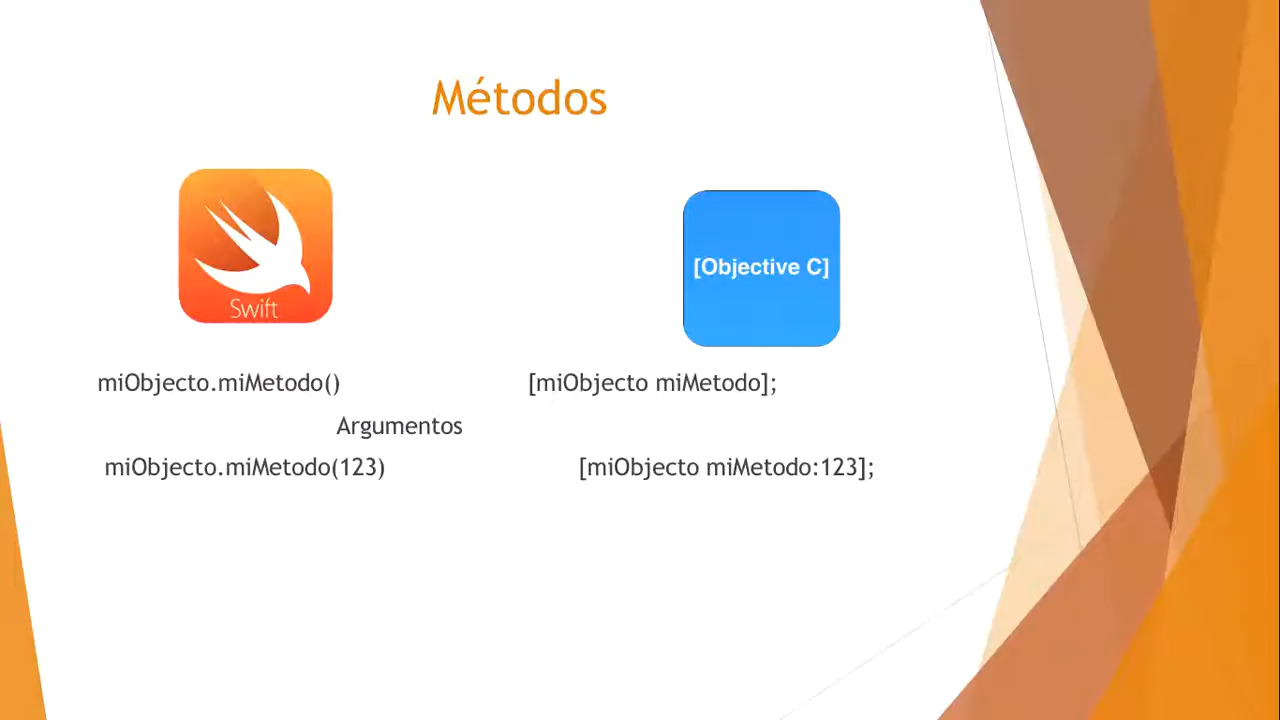 Métodos
Swift
[Objective C]
miObjecto.miMetodo()
[miObjecto miMetodo];
Argumentos
miObjecto.miMetodo(123)
[miObjecto miMetodo:123];